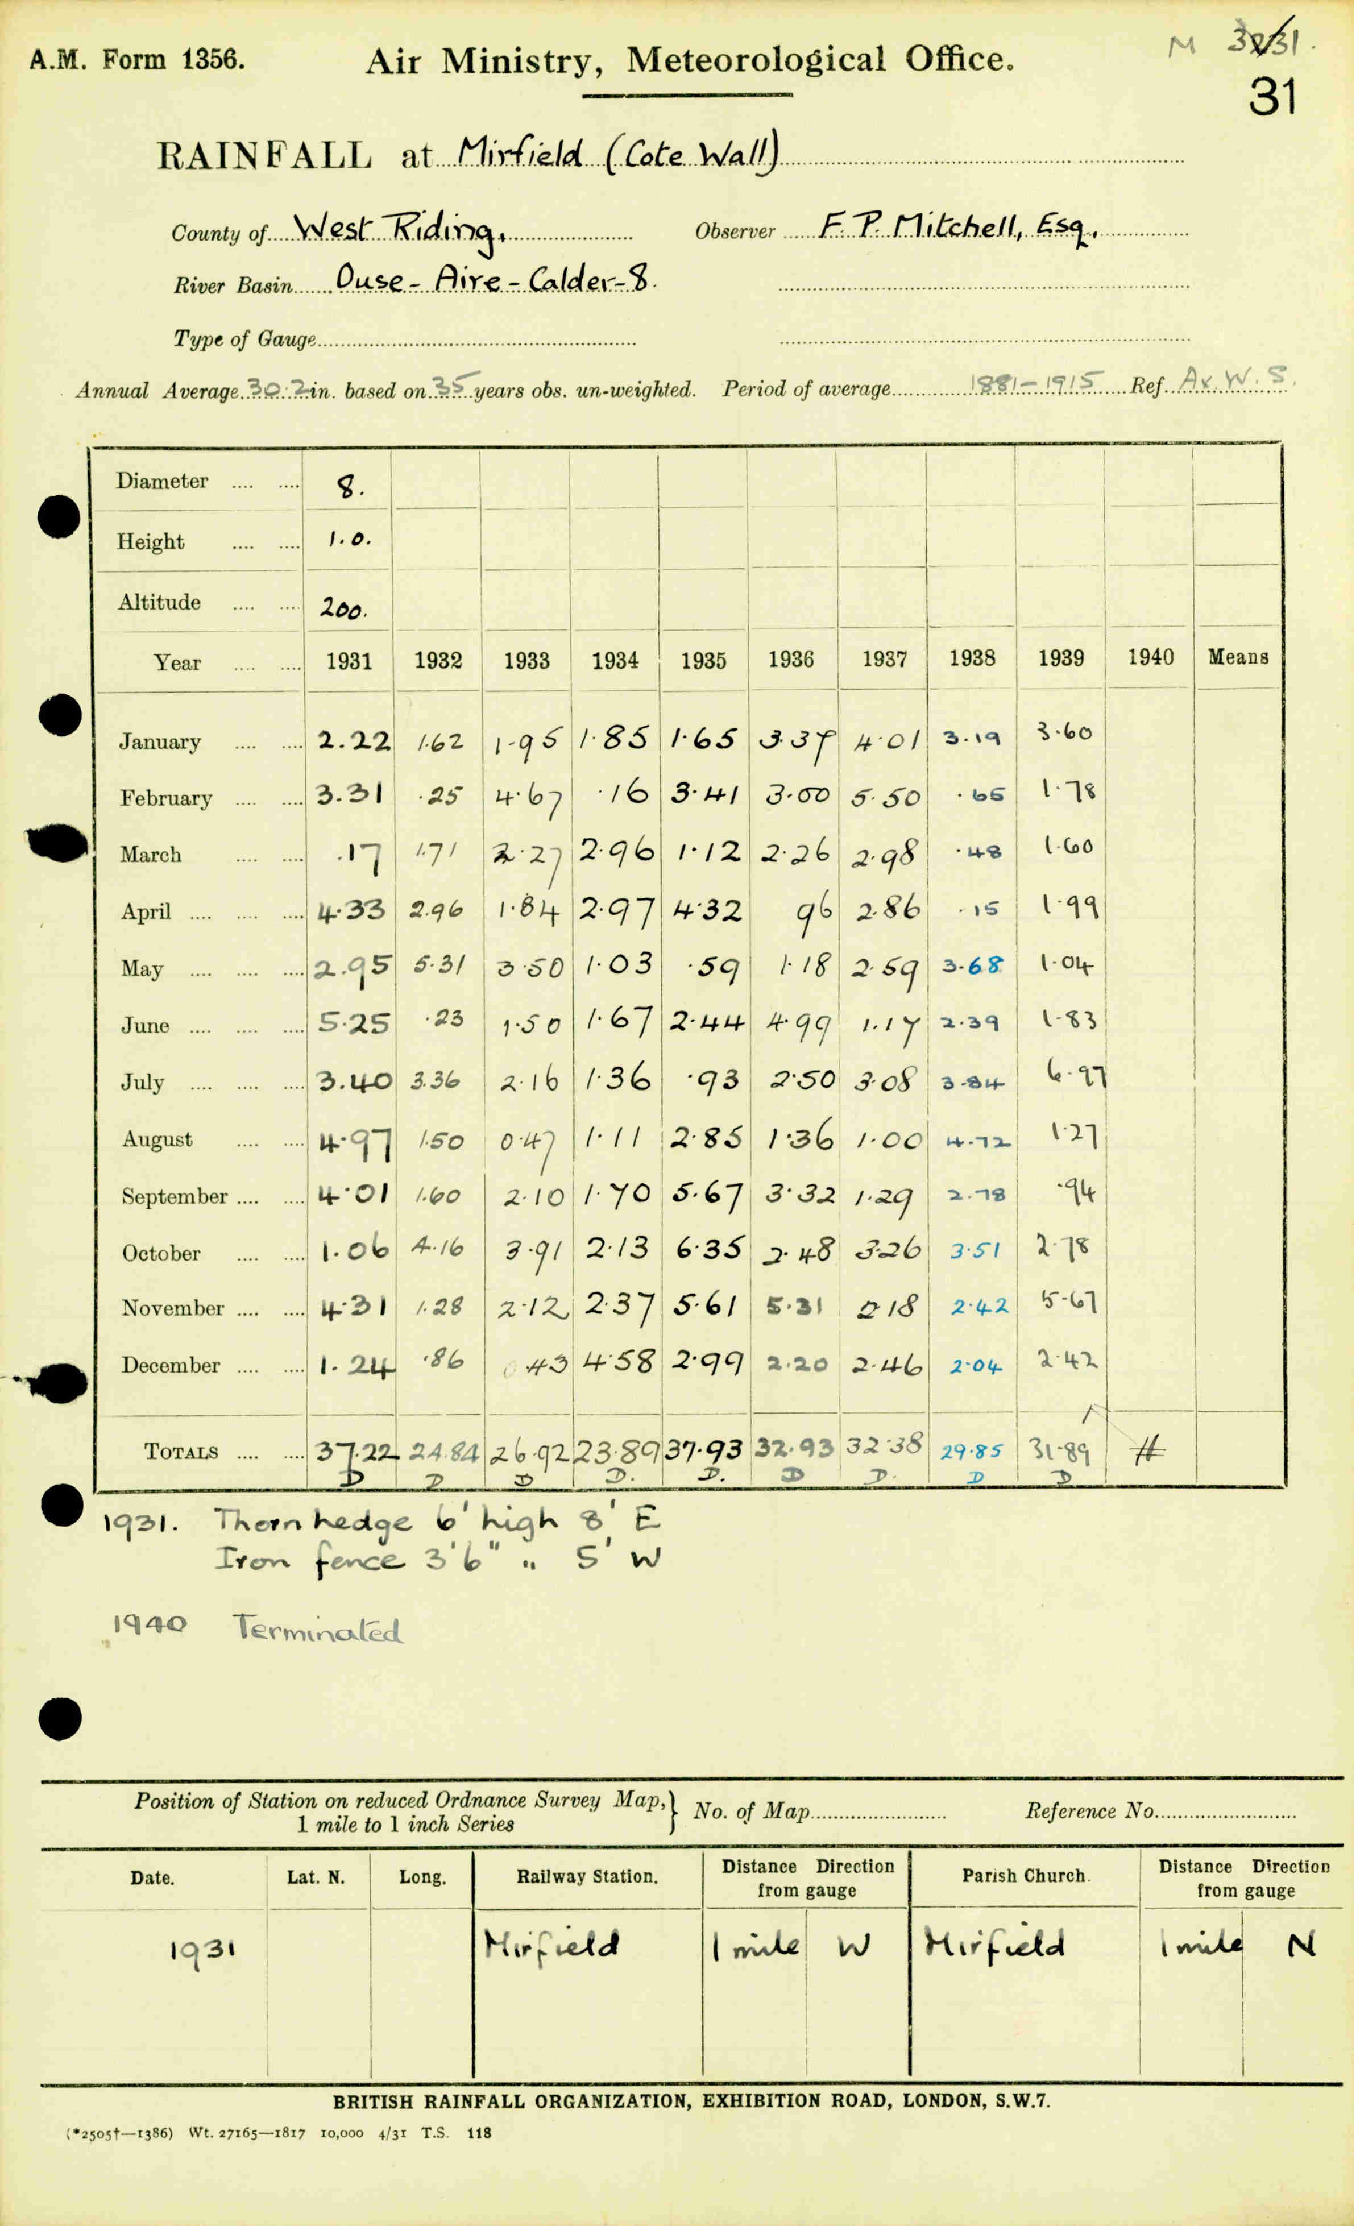 A.M. Form 1356. Air Ministry, Meteorological Office. M
31
RAINFALL at Mirfield (Cote Wall)
County of West Riding, Observer F. P. Mitchell, Esq.
River Basin Ouse - Aire - Calder - 8.
Type of Gauge
Annual Average 30.2 in. based on 35 years obs. un-weighted. Period of average 1881-1915 Ref. Av. W. S.
Diameter 8.
Height 1.0.
Altitude 200.
Year 1931 1932 1933 1934 1935 1936 1937 1938 1939 1940 Means
January 2.22 1.62 1.95 1.85 1.65 3.37 4.01 3.19 3.60
February 3.31 .25 4.67 .16 3.41 3.00 5.50 .65 1.78
March .17 1.71 2.27 2.96 1.12 2.26 2.98 .48 1.60
April 4.33 2.96 1.84 2.97 4.32 96 2.86 .15 1.99
May 2.95 5.31 3.50 1.03 .59 1.18 2.59 3.68 1.04
June 5.25 .23 1.50 1.67 2.44 4.99 1.17 2.39 1.83
July 3.40 3.36 2.16 1.36 .93 2.50 3.08 3.84 6.97
August 4.97 1.50 0.47 1.11 2.85 1.36 1.00 4.72 1.27
September 4.01 1.60 2.10 1.70 5.67 3.32 1.29 2.78 .94
October 1.06 4.16 3.91 2.13 6.35 2.48 3.26 3.51 2.78
November 4.31 1.28 2.12 2.37 5.61 5.31 2.18 2.42 5.67
December 1.24 .86 0.43 4.58 2.99 2.20 2.46 2.04 2.42
TOTALS 37.22 24.84 26.92 23.89 37.93 32.93 32.38 29.85 31.89
D D D D. D. D D. D D
1931. Thorn hedge 6' high 8' E
Iron fence 3'6" " 5' W
1940 Terminated
Position of Station on reduced Ordnance Survey Map, } No. of Map Reference No.
1 mile to 1 inch Series
Date. Lat. N. Long. Railway Station. Distance Direction from gauge Parish Church. Distance Direction from gauge
1931 Mirfield 1 mile W Mirfield 1 mile N
BRITISH RAINFALL ORGANIZATION, EXHIBITION ROAD, LONDON, S.W.7.
(*2505†—1386) Wt. 27165—1817 10,000 4/31 T.S. 118